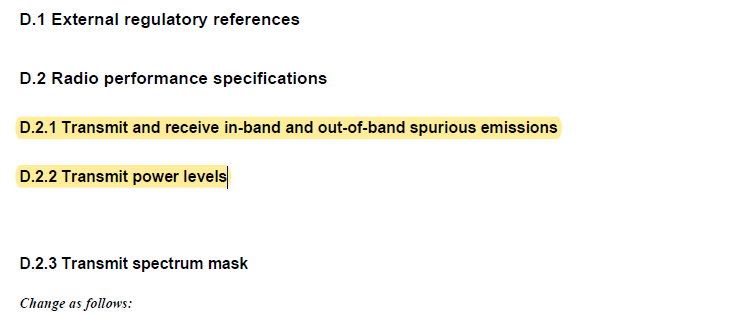 D.1 External regulatory references
D.2 Radio performance specifications
D.2.1 Transmit and receive in-band and out-of-band spurious emissions
D.2.2 Transmit power levels
D.2.3 Transmit spectrum mask
Change as follows: